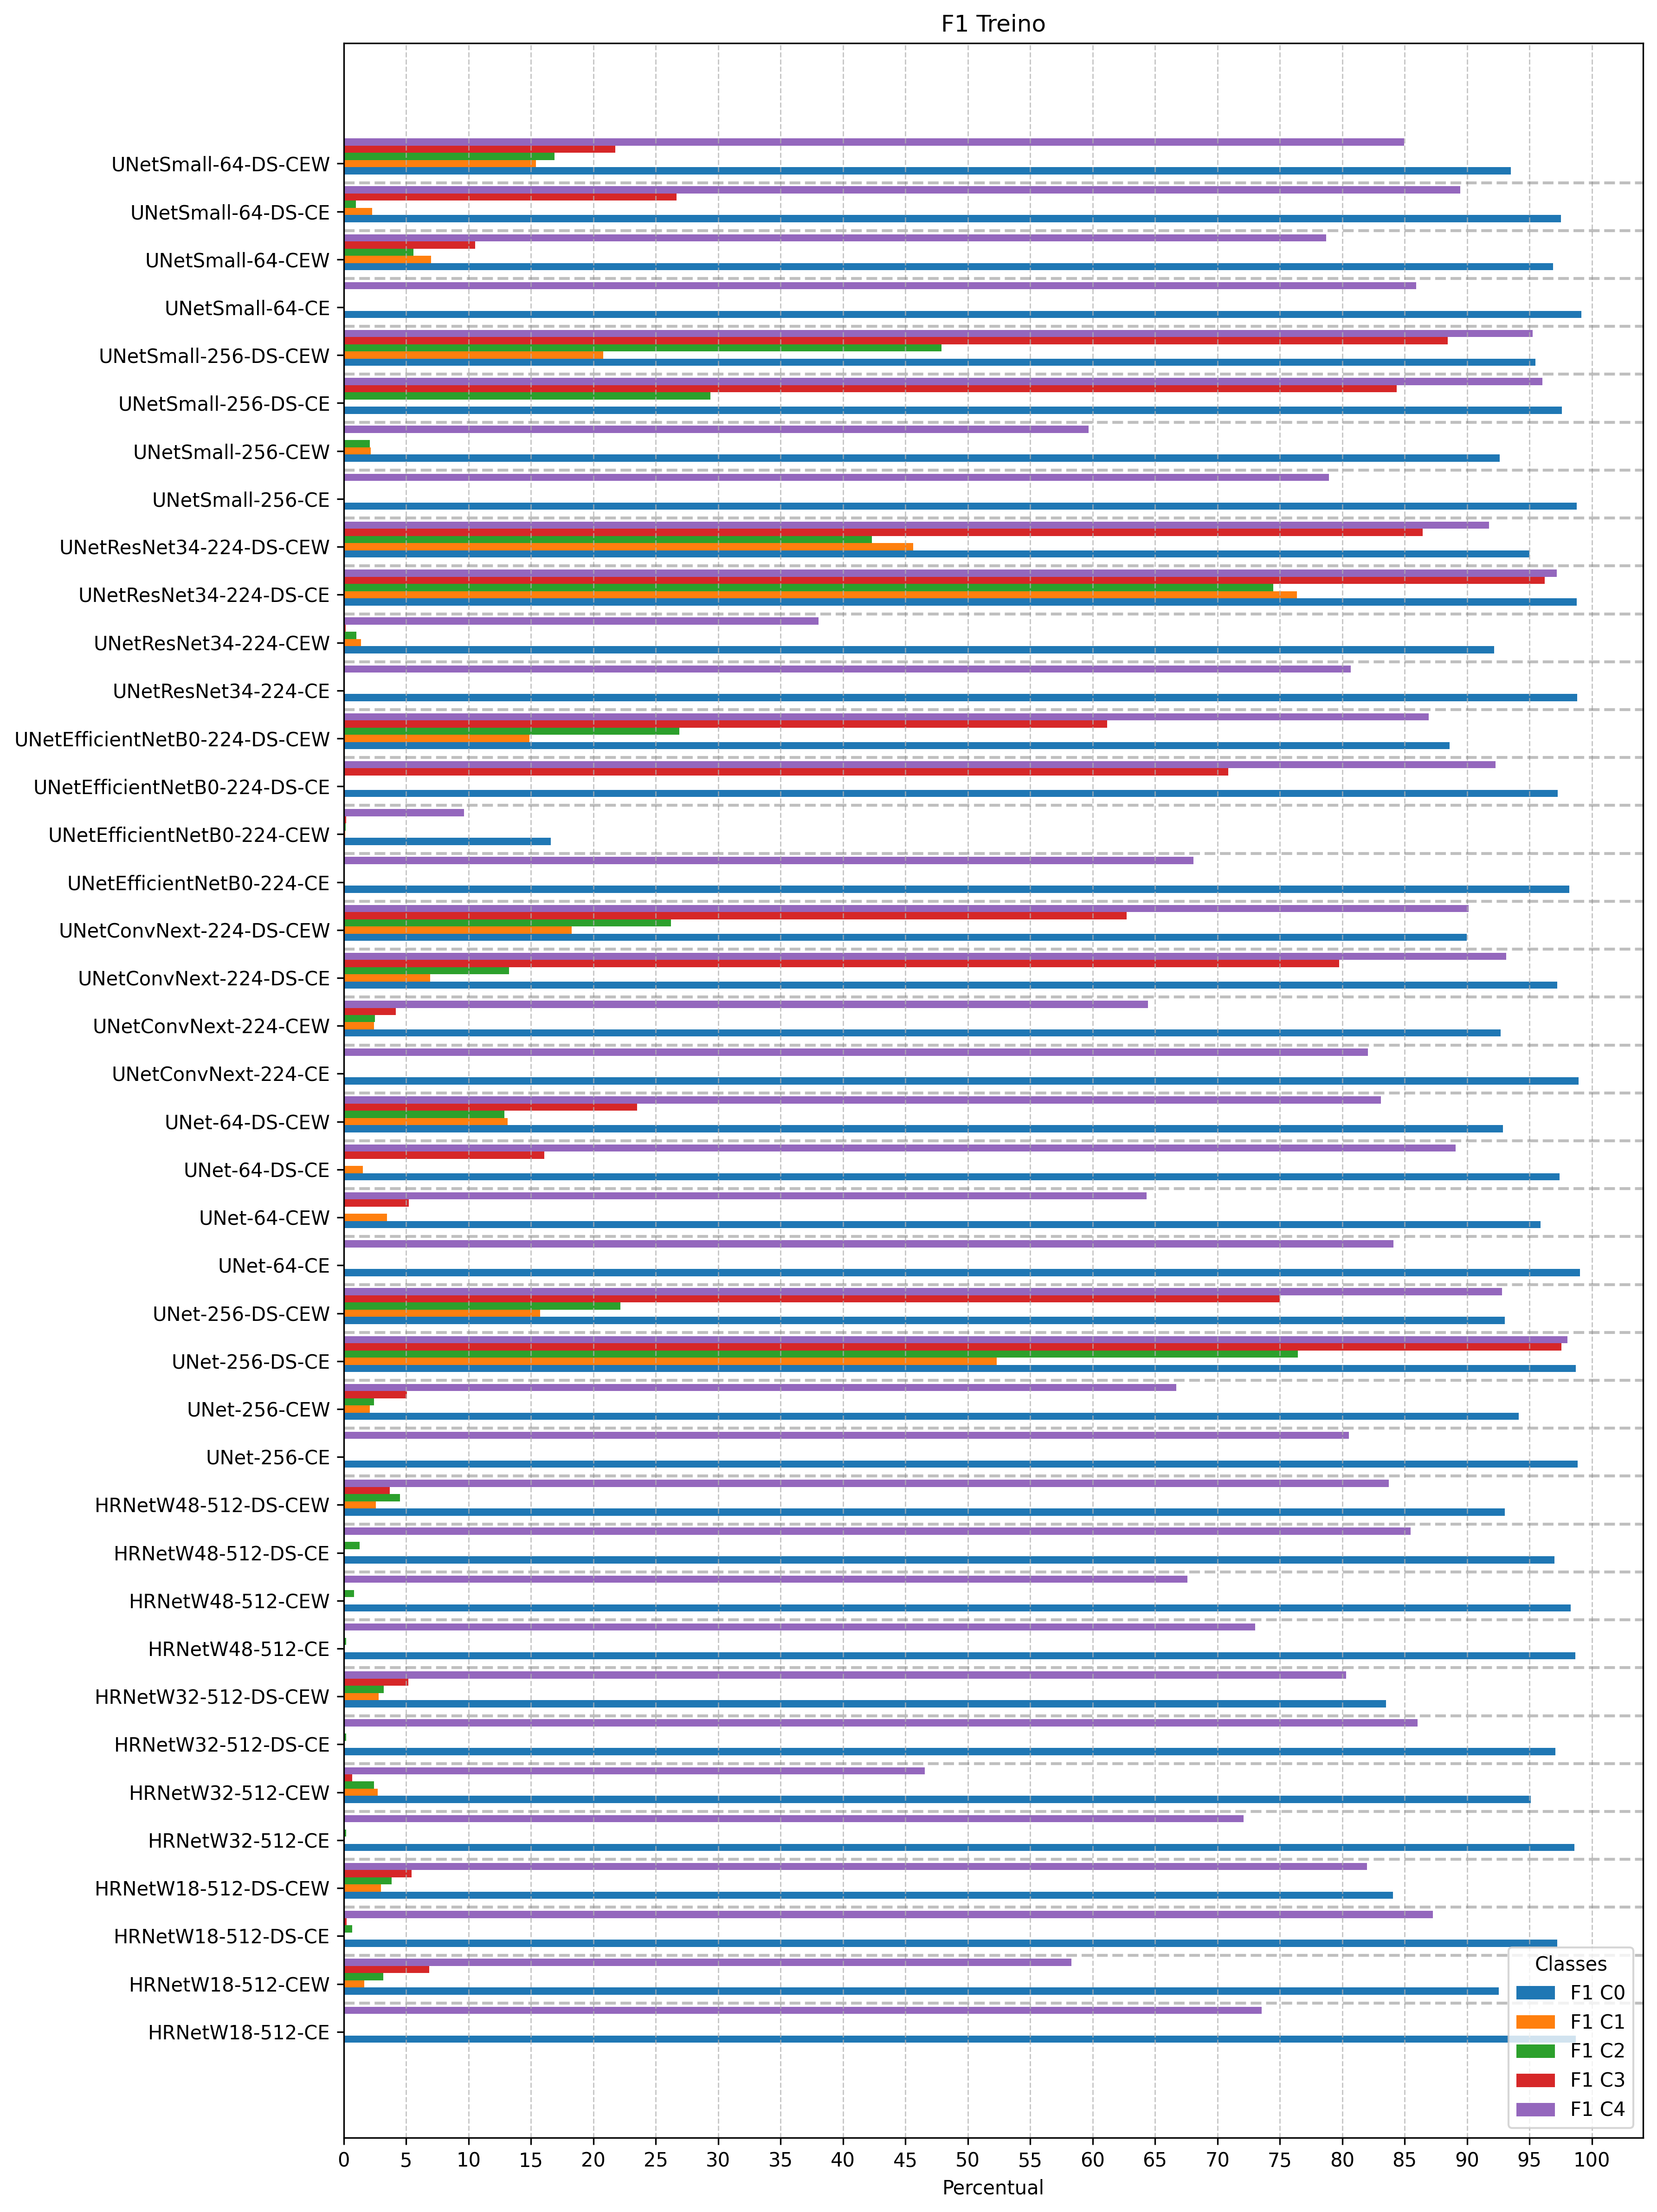 F1 Treino
UNetSmall-64-DS-CEW
UNetSmall-64-DS-CE
UNetSmall-64-CEW
UNetSmall-64-CE
UNetSmall-256-DS-CEW
UNetSmall-256-DS-CE
UNetSmall-256-CEW
UNetSmall-256-CE
UNetResNet34-224-DS-CEW
UNetResNet34-224-DS-CE
UNetResNet34-224-CEW
UNetResNet34-224-CE
UNetEfficientNetB0-224-DS-CEW
UNetEfficientNetB0-224-DS-CE
UNetEfficientNetB0-224-CEW
UNetEfficientNetB0-224-CE
UNetConvNext-224-DS-CEW
UNetConvNext-224-DS-CE
UNetConvNext-224-CEW
UNetConvNext-224-CE
UNet-64-DS-CEW
UNet-64-DS-CE
UNet-64-CEW
UNet-64-CE
UNet-256-DS-CEW
UNet-256-DS-CE
UNet-256-CEW
UNet-256-CE
HRNetW48-512-DS-CEW
HRNetW48-512-DS-CE
HRNetW48-512-CEW
HRNetW48-512-CE
HRNetW32-512-DS-CEW
HRNetW32-512-DS-CE
HRNetW32-512-CEW
HRNetW32-512-CE
HRNetW18-512-DS-CEW
HRNetW18-512-DS-CE
HRNetW18-512-CEW
HRNetW18-512-CE
Classes
F1 C0
F1 C1
F1 C2
F1 C3
F1 C4
0 5 10 15 20 25 30 35 40 45 50 55 60 65 70 75 80 85 90 95 100
Percentual